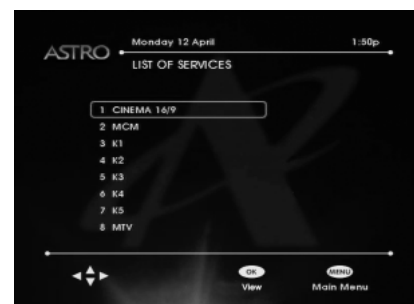 ASTRO
Monday 12 April 1:50p
LIST OF SERVICES
1 CINEMA 16/9
2 MCM
3 K1
4 K2
5 K3
6 K4
7 K5
8 MTV
OK MENU
View Main Menu